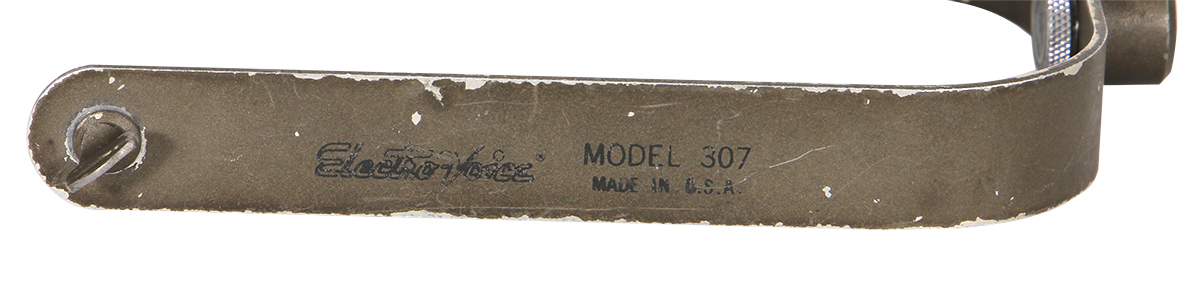 Electro-Voice® MODEL 307
MADE IN U.S.A.